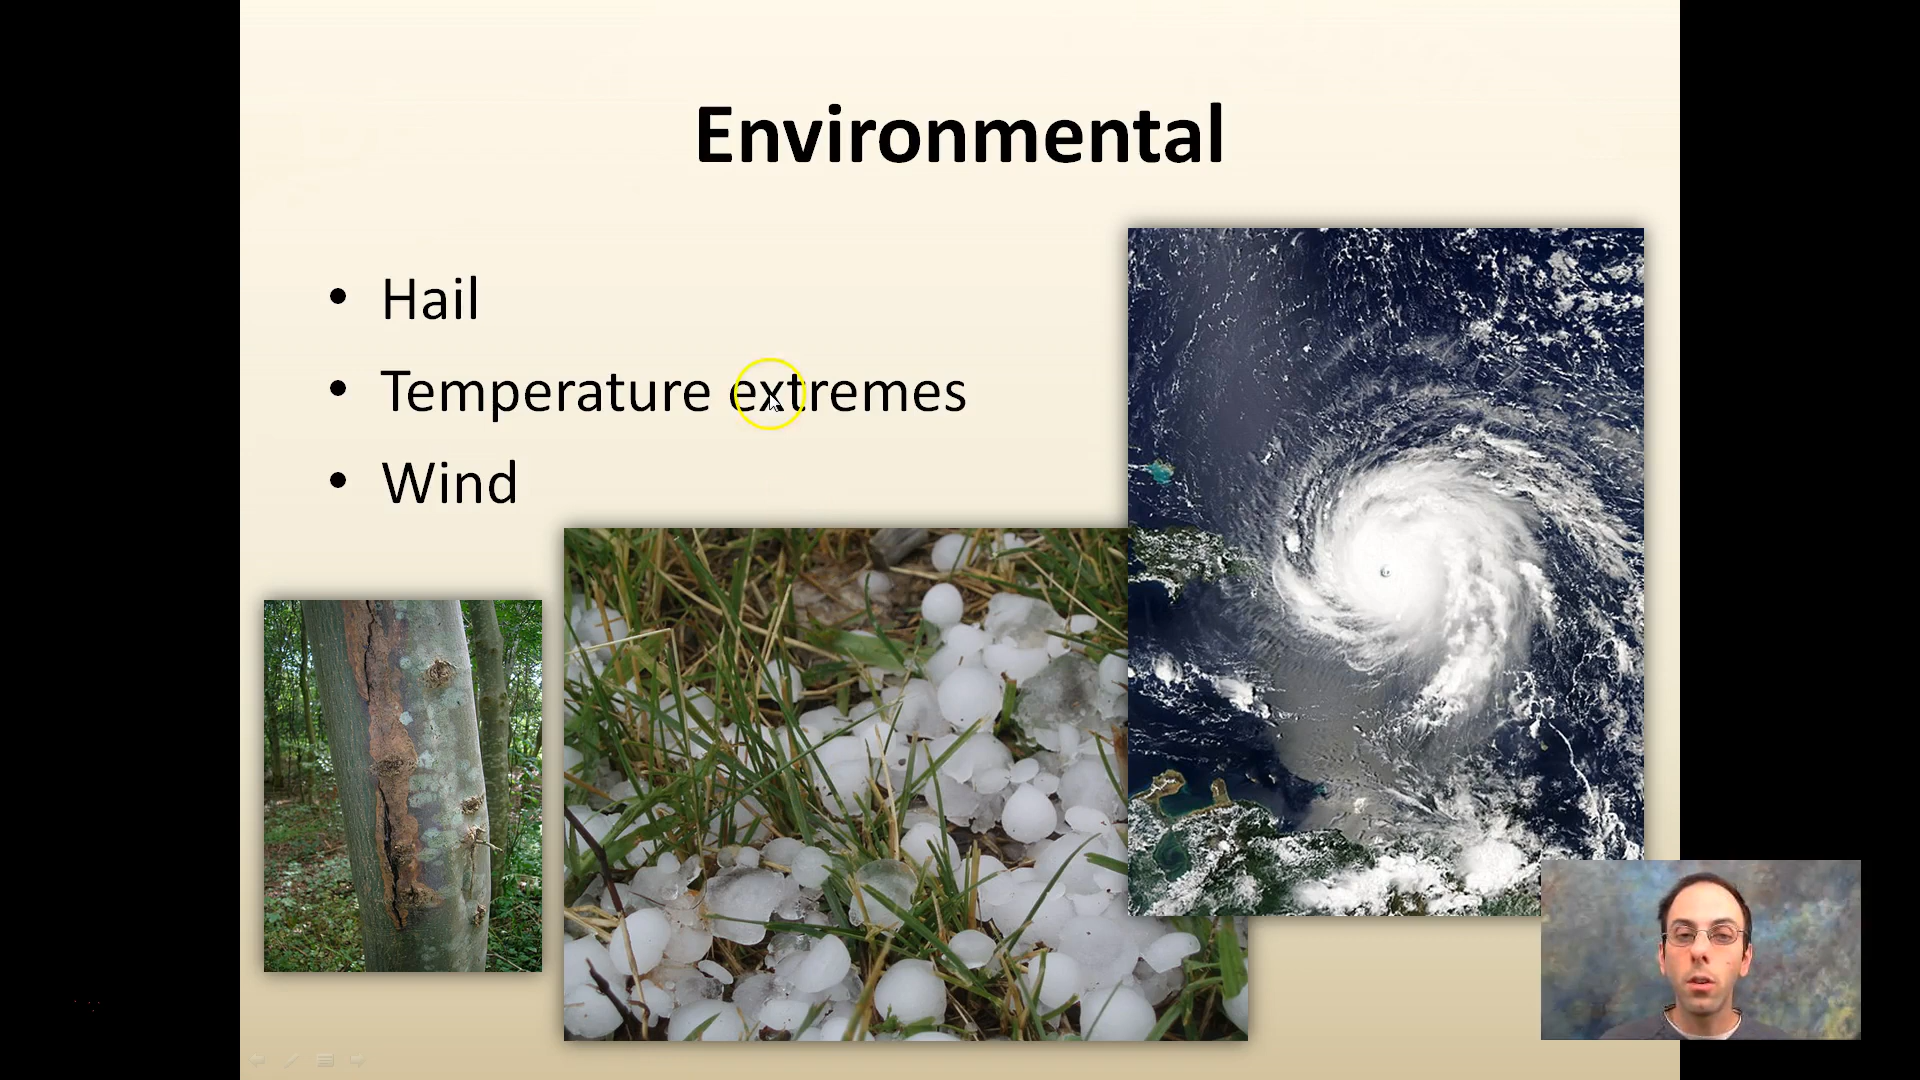 Environmental
• Hail
• Temperature extremes
• Wind